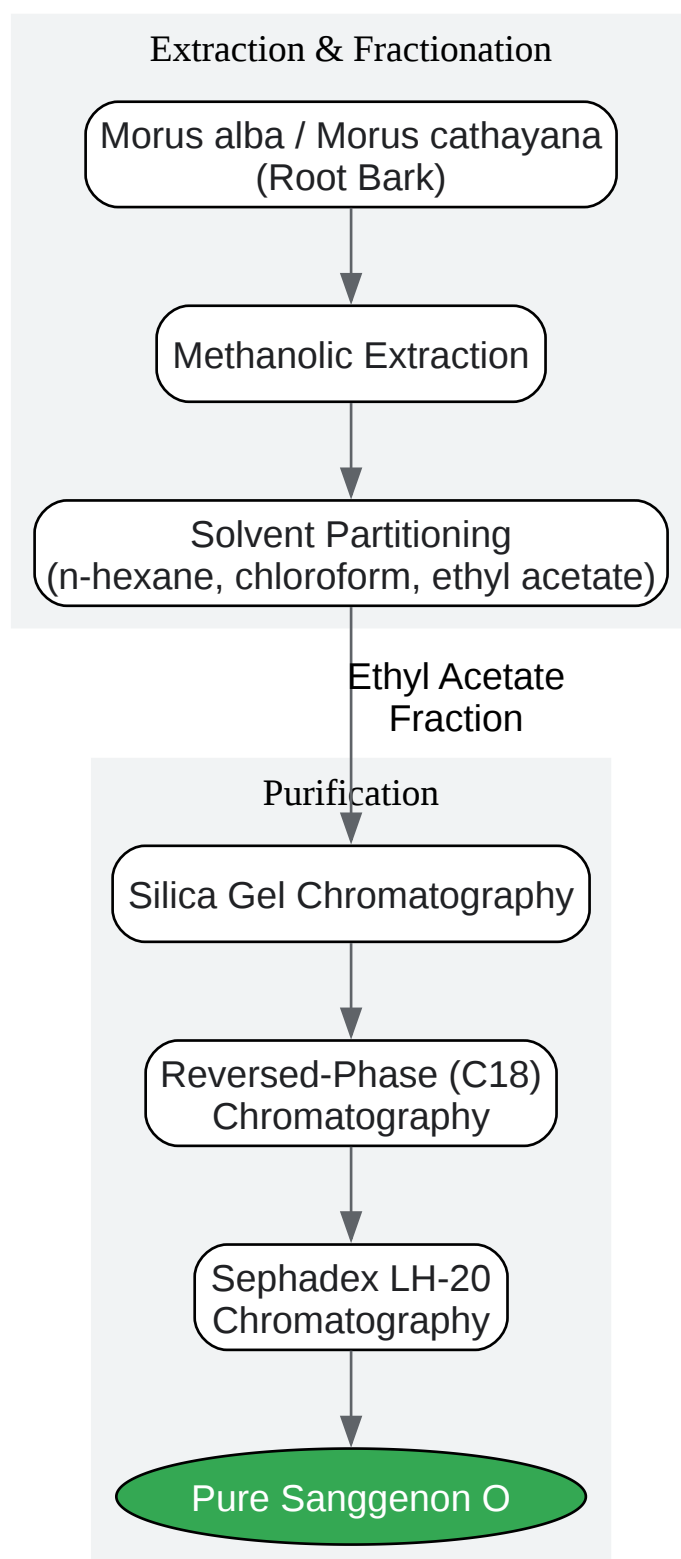 Extraction & Fractionation
Morus alba / Morus cathayana
(Root Bark)
Methanolic Extraction
Solvent Partitioning
(n-hexane, chloroform, ethyl acetate)
Ethyl Acetate
Fraction
Purification
Silica Gel Chromatography
Reversed-Phase (C18)
Chromatography
Sephadex LH-20
Chromatography
Pure Sanggenon O